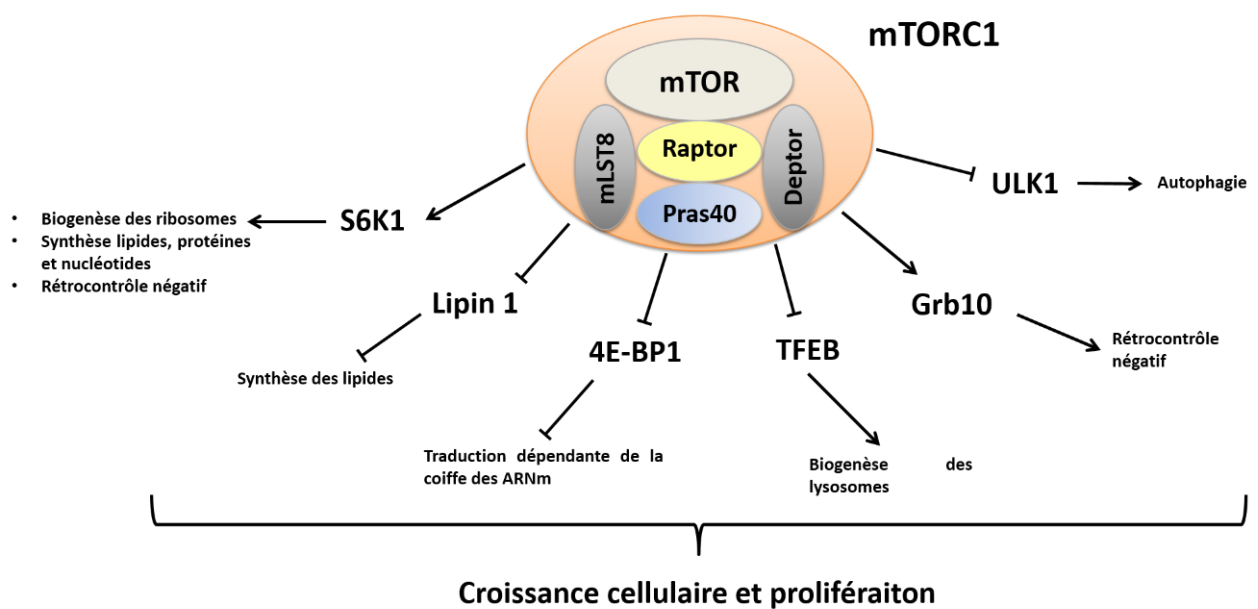 mTORC1
mTOR
mLST8
Raptor
Deptor
Pras40
ULK1
Autophagie
S6K1
• Biogenèse des ribosomes
• Synthèse lipides, protéines
et nucléotides
• Rétrocontrôle négatif
Lipin 1
Grb10
4E-BP1
TFEB
Rétrocontrôle
négatif
Synthèse des lipides
Traduction dépendante de la
coiffe des ARNm
Biogenèse des
lysosomes
Croissance cellulaire et proliféraiton